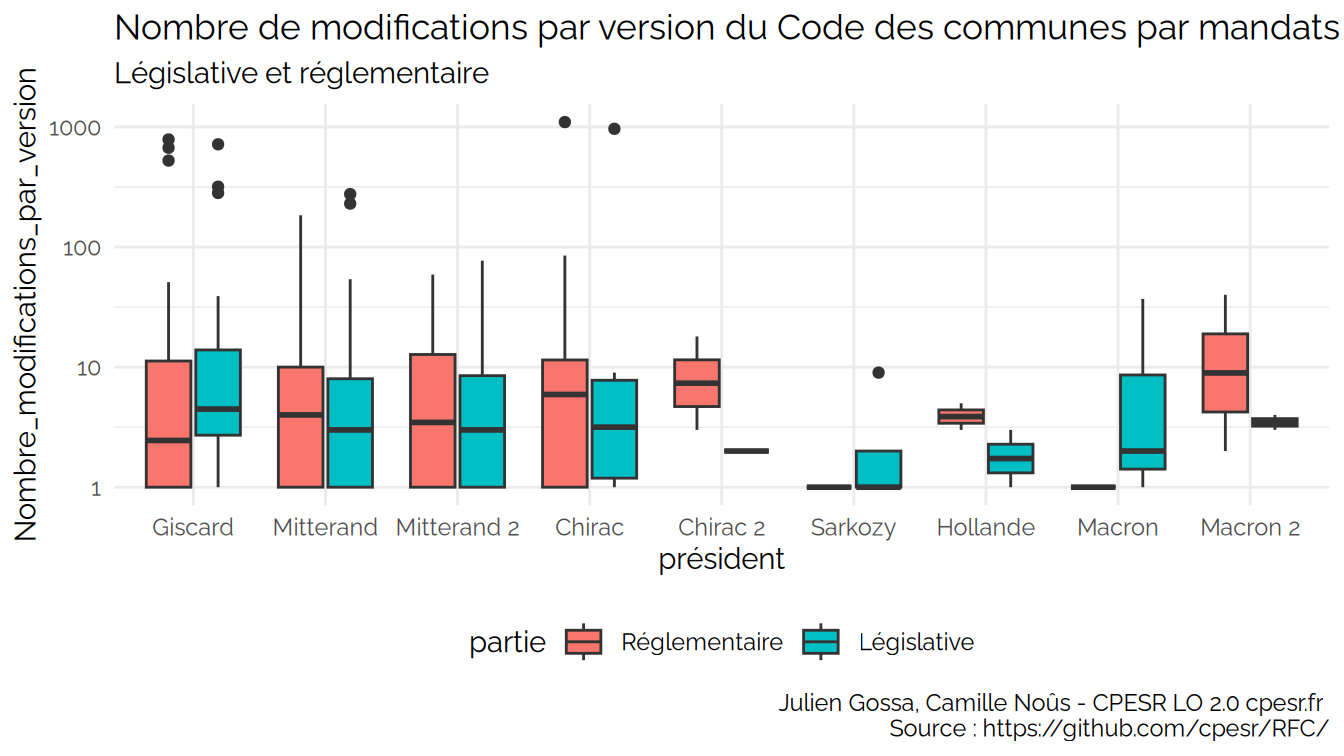 Nombre de modifications par version du Code des communes par mandats
Législative et réglementaire
Nombre_modifications_par_version
1000
100
10
1
Giscard Mitterand Mitterand 2 Chirac Chirac 2 Sarkozy Hollande Macron Macron 2
président
partie Réglementaire Législative
Julien Gossa, Camille Noûs - CPESR LO 2.0 cpesr.fr
Source : https://github.com/cpesr/RFC/